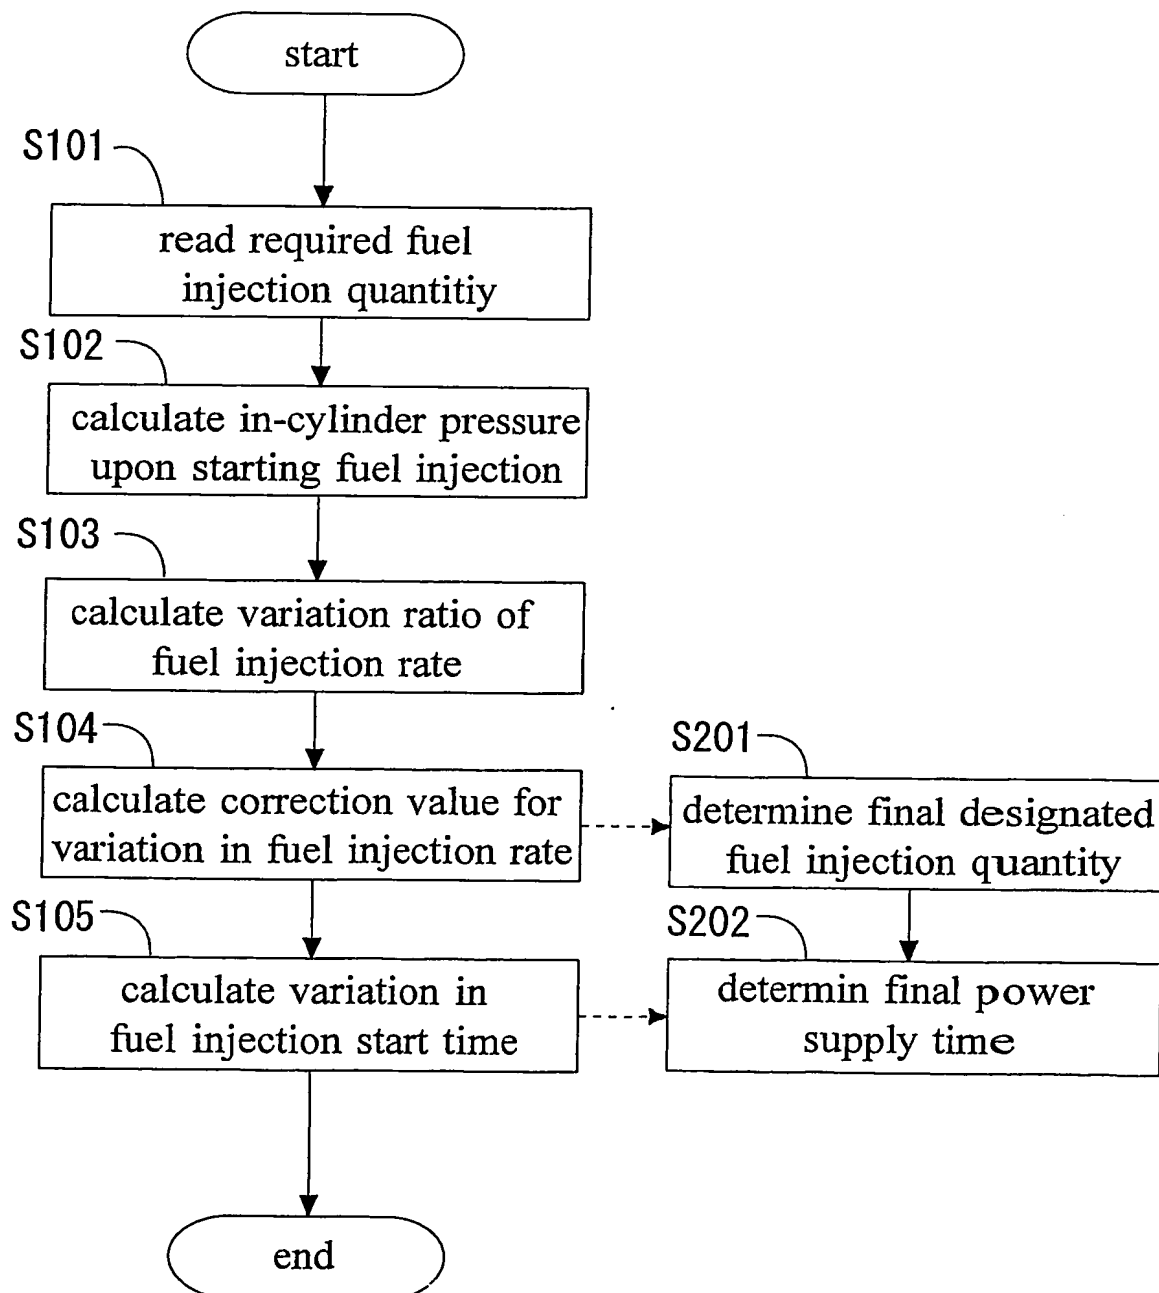 start
S101
read required fuel
injection quantitiy
S102
calculate in-cylinder pressure
upon starting fuel injection
S103
calculate variation ratio of
fuel injection rate
S104
calculate correction value for
variation in fuel injection rate
S201
determine final designated
fuel injection quantity
S105
calculate variation in
fuel injection start time
S202
determin final power
supply time
end